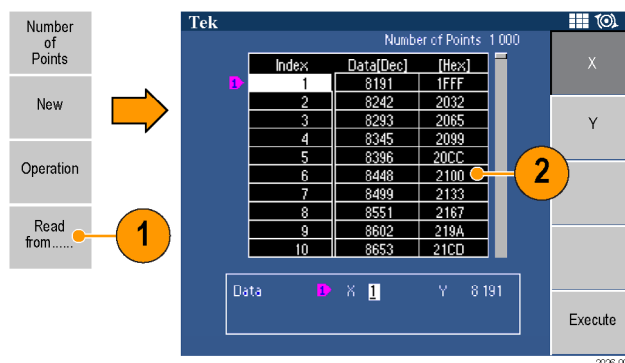 Number
of
Points
New
Operation
Read
from......
1
Tek
Number of Points 1 000
Index Data[Dec] [Hex]
1 1 8191 1FFF
2 8242 2032
3 8293 2065
4 8345 2099
5 8396 20CC
6 8448 2100
7 8499 2133
8 8551 2167
9 8602 219A
10 8653 21CD
2
Data 1 X 1 Y 8 191
X
Y
Execute